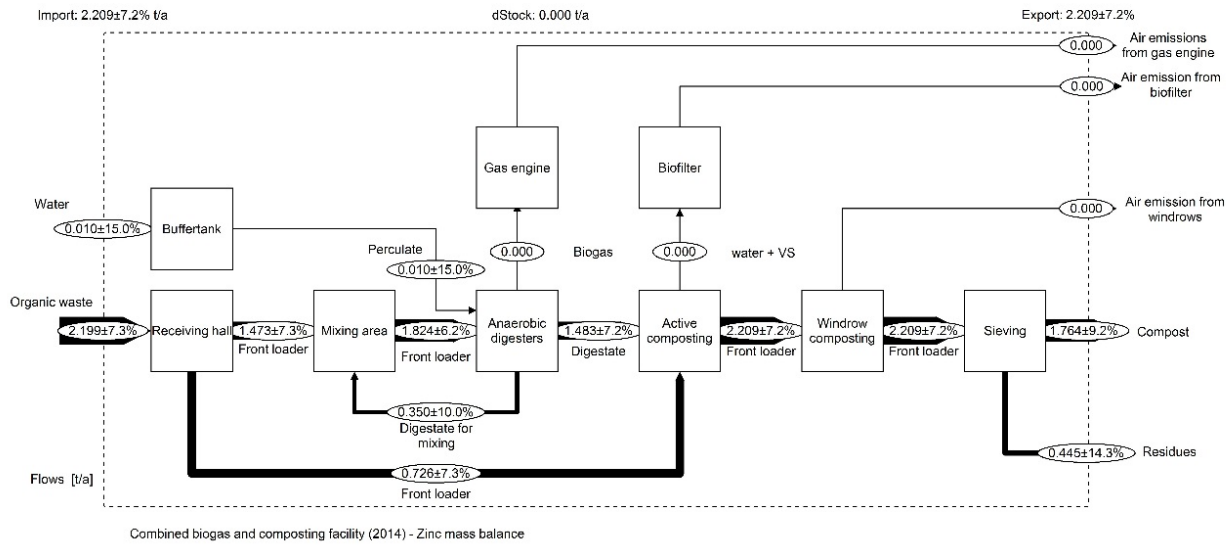 Import: 2.209±7.2% t/a
dStock: 0.000 t/a
Export: 2.209±7.2%
0.000
Air emissions
from gas engine
0.000
Air emission from
biofilter
Gas engine
Biofilter
Water
0.010±15.0%
Buffertank
0.000
Air emission from
windrows
Perculate
0.010±15.0%
0.000
Biogas
0.000
water + VS
Organic waste
2.199±7.3%
Receiving hall
1.473±7.3%
Front loader
Mixing area
1.824±6.2%
Front loader
Anaerobic
digesters
1.483±7.2%
Digestate
Active
composting
2.209±7.2%
Front loader
Windrow
composting
2.209±7.2%
Front loader
Sieving
1.764±9.2%
Compost
0.350±10.0%
Digestate for
mixing
0.445±14.3%
Residues
0.726±7.3%
Front loader
Flows [t/a]
Combined biogas and composting facility (2014) - Zinc mass balance